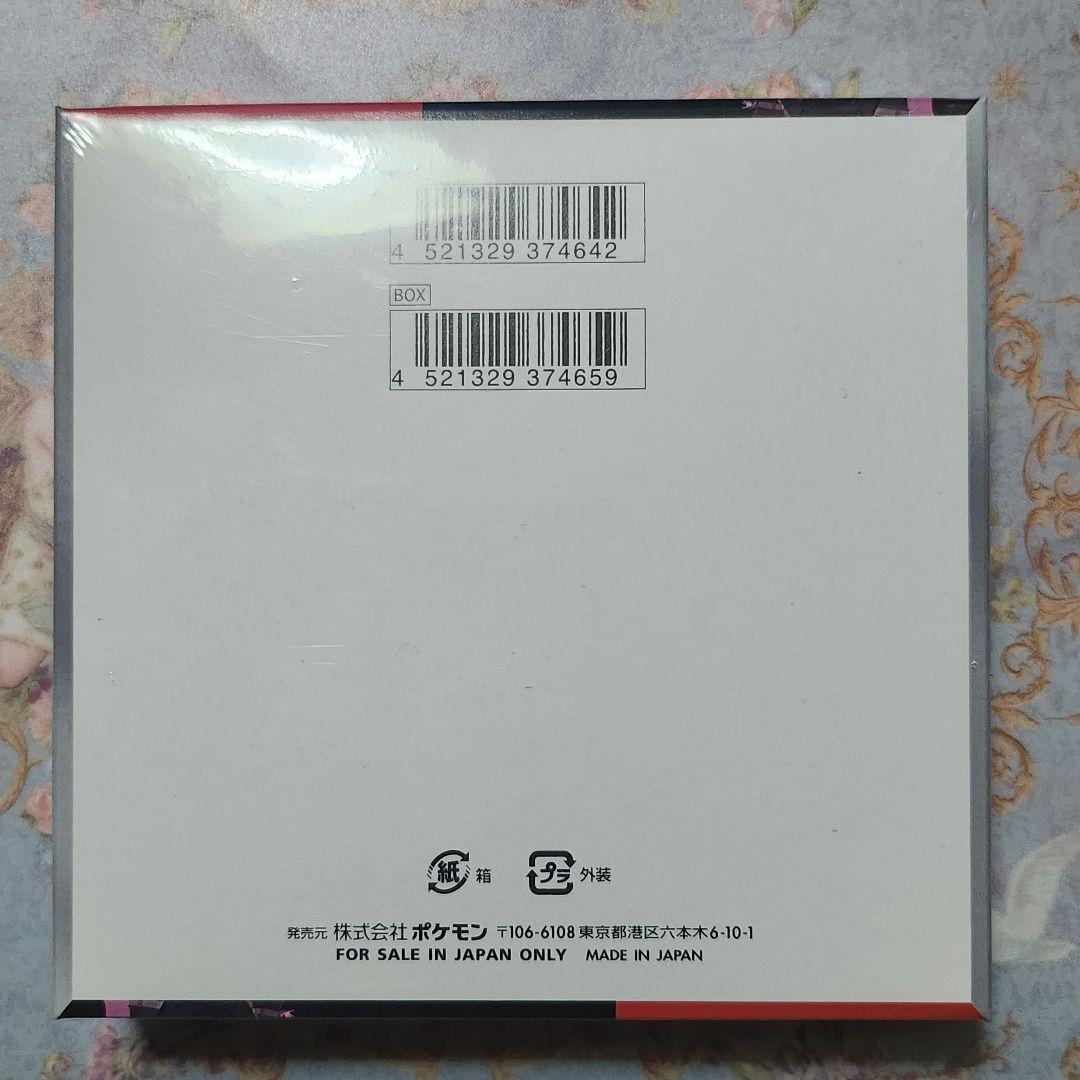 4 521329 374642
BOX
4 521329 374659
紙 箱 プラ 外装
発売元 株式会社 ポケモン 〒106-6108 東京都港区六本木6-10-1
FOR SALE IN JAPAN ONLY MADE IN JAPAN